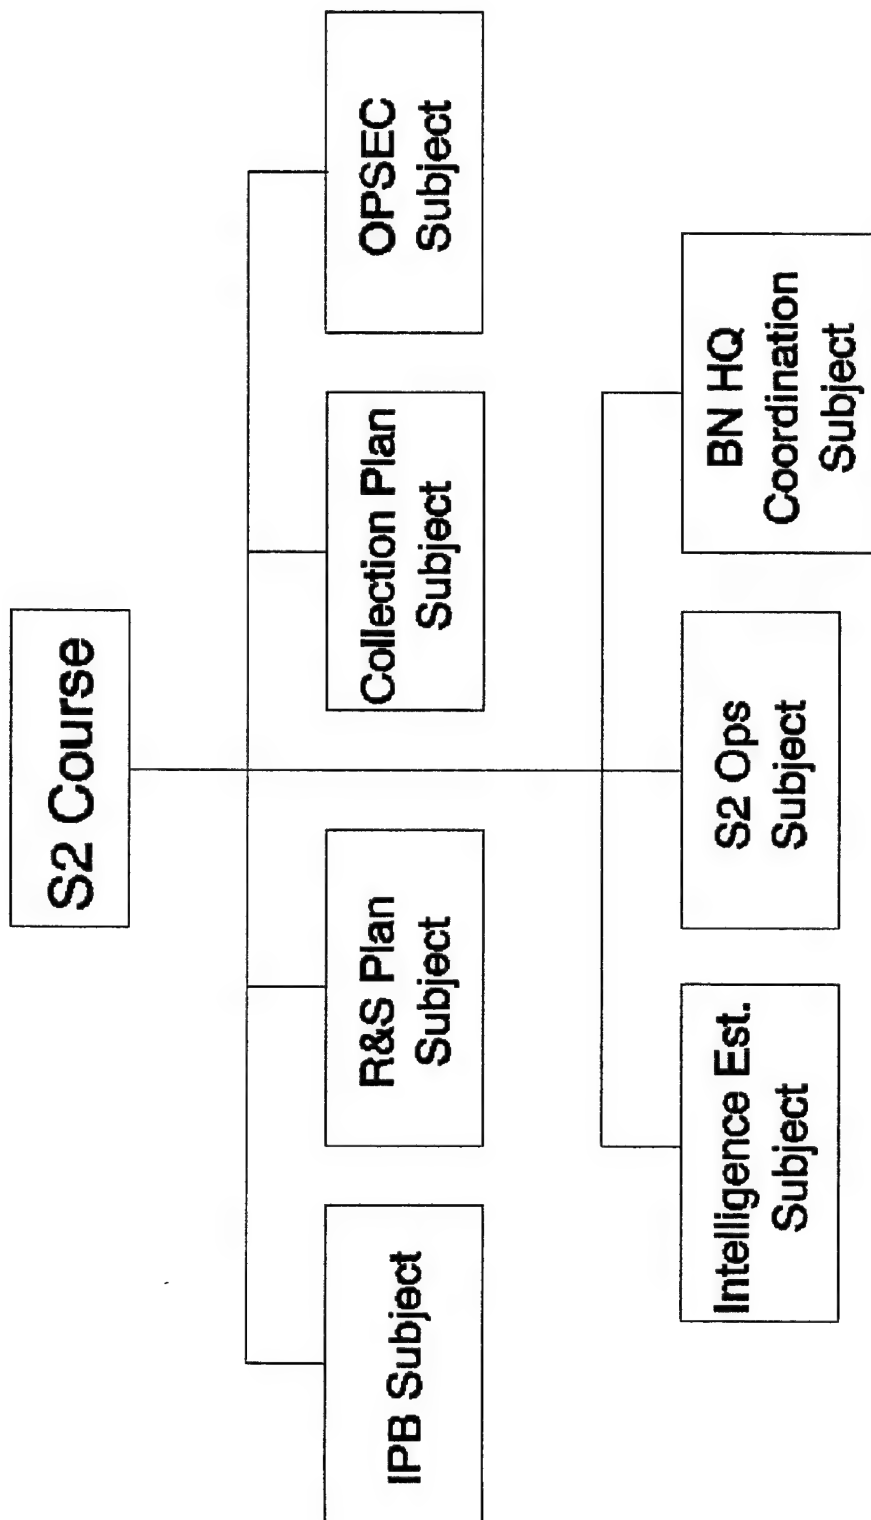 S2 Course
IPB Subject
R&S Plan
Subject
Collection Plan
Subject
OPSEC
Subject
Intelligence Est.
Subject
S2 Ops
Subject
BN HQ
Coordination
Subject